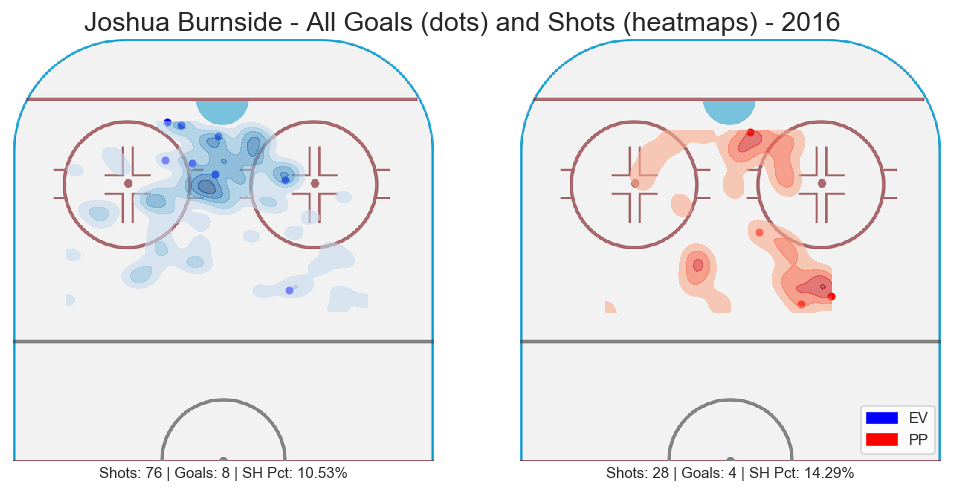 Joshua Burnside - All Goals (dots) and Shots (heatmaps) - 2016
EV
PP
Shots: 76 | Goals: 8 | SH Pct: 10.53%
Shots: 28 | Goals: 4 | SH Pct: 14.29%